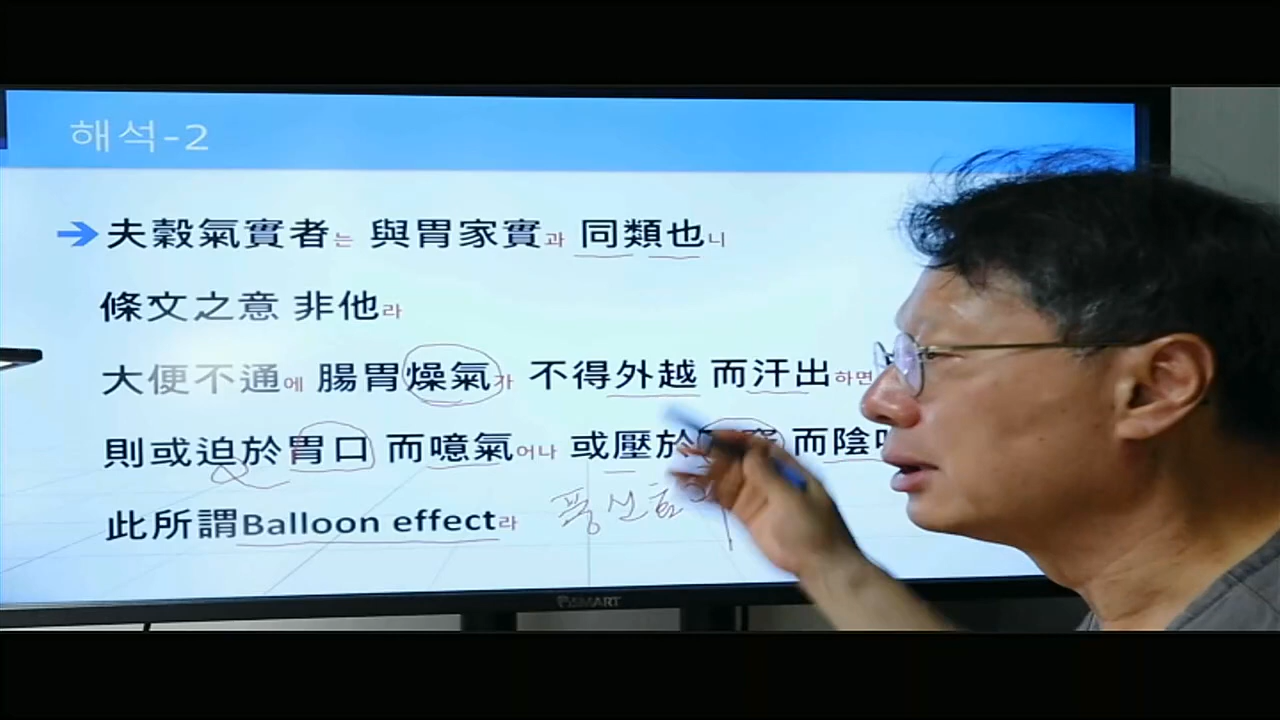 해석-2
夫穀氣實者는 與胃家實과 同類也니
條文之意 非他라
大便不通에 腸胃燥氣가 不得外越 而汗出하면
則或迫於胃口 而噫氣어나 或壓於 而陰
此所謂Balloon effect라 풍선효과
SMART